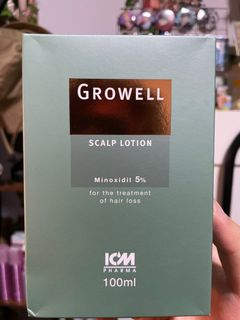 GROWELL
SCALP LOTION
Minoxidil 5%
for the treatment
of hair loss
ICM
PHARMA
100ml